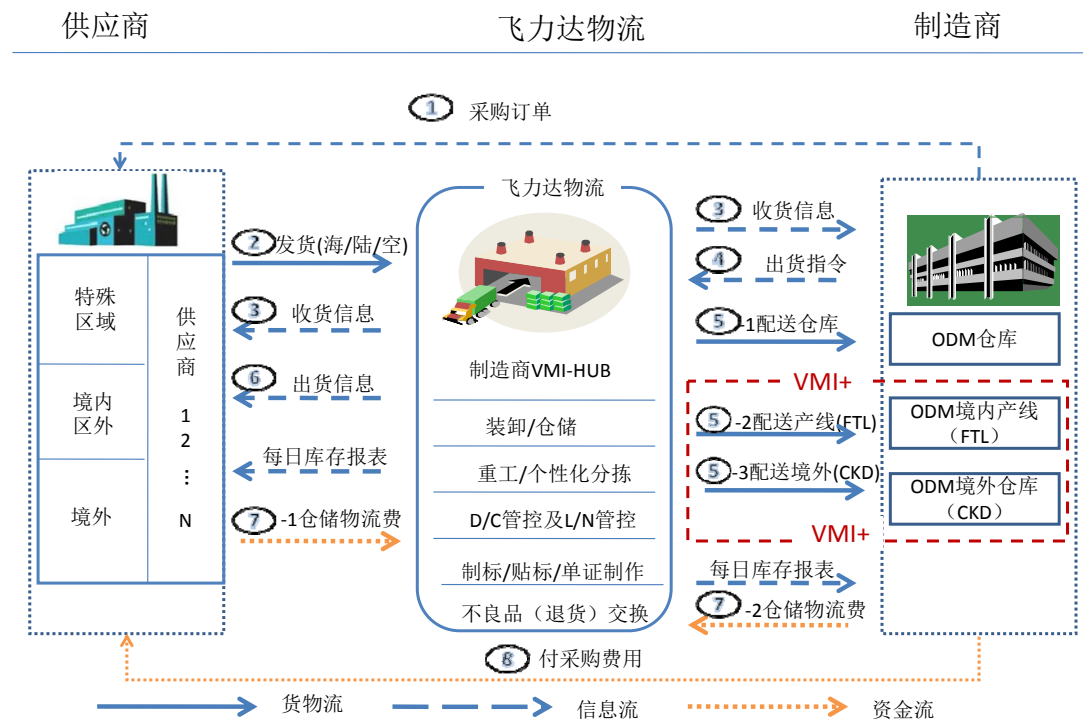 供应商
飞力达物流
制造商
1 采购订单
飞力达物流
2 发货(海/陆/空)
3 收货信息
6 出货信息
每日库存报表
7 -1仓储物流费
特殊
区域
境内
区外
境外
供
应
商
1
2
⋮
N
制造商VMI-HUB
装卸/仓储
重工/个性化分拣
D/C管控及L/N管控
制标/贴标/单证制作
不良品（退货）交换
3 收货信息
4 出货指令
5 -1配送仓库
VMI+
5 -2配送产线(FTL)
5 -3配送境外(CKD)
VMI+
每日库存报表
7 -2仓储物流费
ODM仓库
ODM境内产线
（FTL）
ODM境外仓库
（CKD）
8 付采购费用
货物流
信息流
资金流